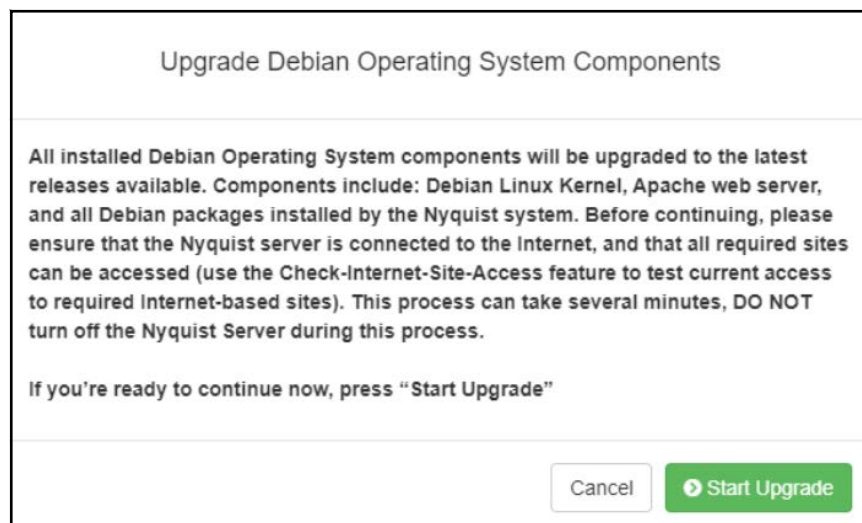 Upgrade Debian Operating System Components
All installed Debian Operating System components will be upgraded to the latest
releases available. Components include: Debian Linux Kernel, Apache web server,
and all Debian packages installed by the Nyquist system. Before continuing, please
ensure that the Nyquist server is connected to the Internet, and that all required sites
can be accessed (use the Check-Internet-Site-Access feature to test current access
to required Internet-based sites). This process can take several minutes, DO NOT
turn off the Nyquist Server during this process.
If you’re ready to continue now, press “Start Upgrade”
Cancel Start Upgrade